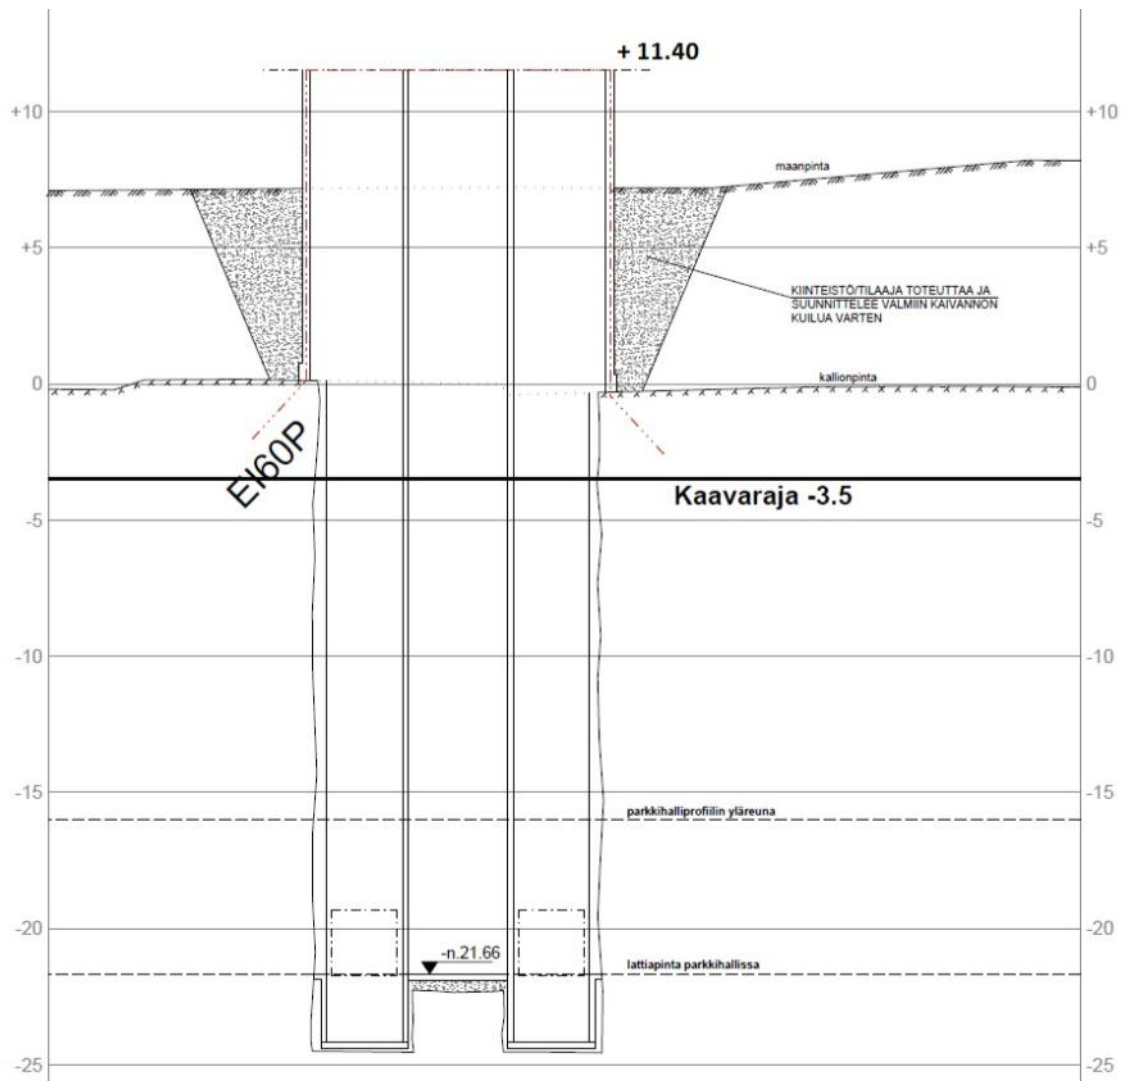 + 11.40
+10
+10
maanpinta
+5
+5
KIINTEISTÖ/TILAAJA TOTEUTTAA JA
SUUNNITTELEE VALMIIN KAIVANNON
KUILUA VARTEN
kallionpinta
0
0
EI60P
Kaavaraja -3.5
-5
-5
-10
-10
-15
-15
parkkihalliprofiilin yläreuna
-20
-20
-n.21.66
lattiapinta parkkihallissa
-25
-25